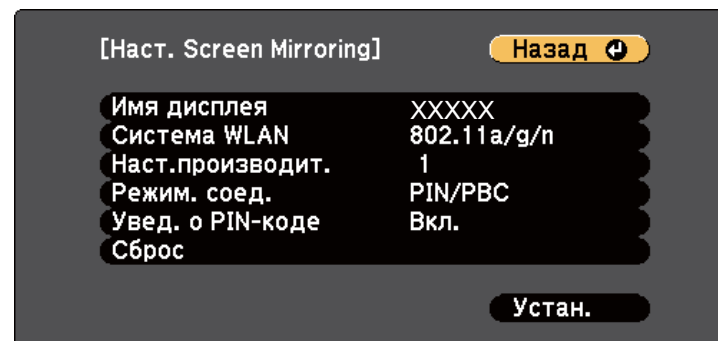 [Наст. Screen Mirroring] Назад
Имя дисплея XXXXX
Система WLAN 802.11a/g/n
Наст.производит. 1
Режим. соед. PIN/PBC
Увед. о PIN-коде Вкл.
Сброс
Устан.